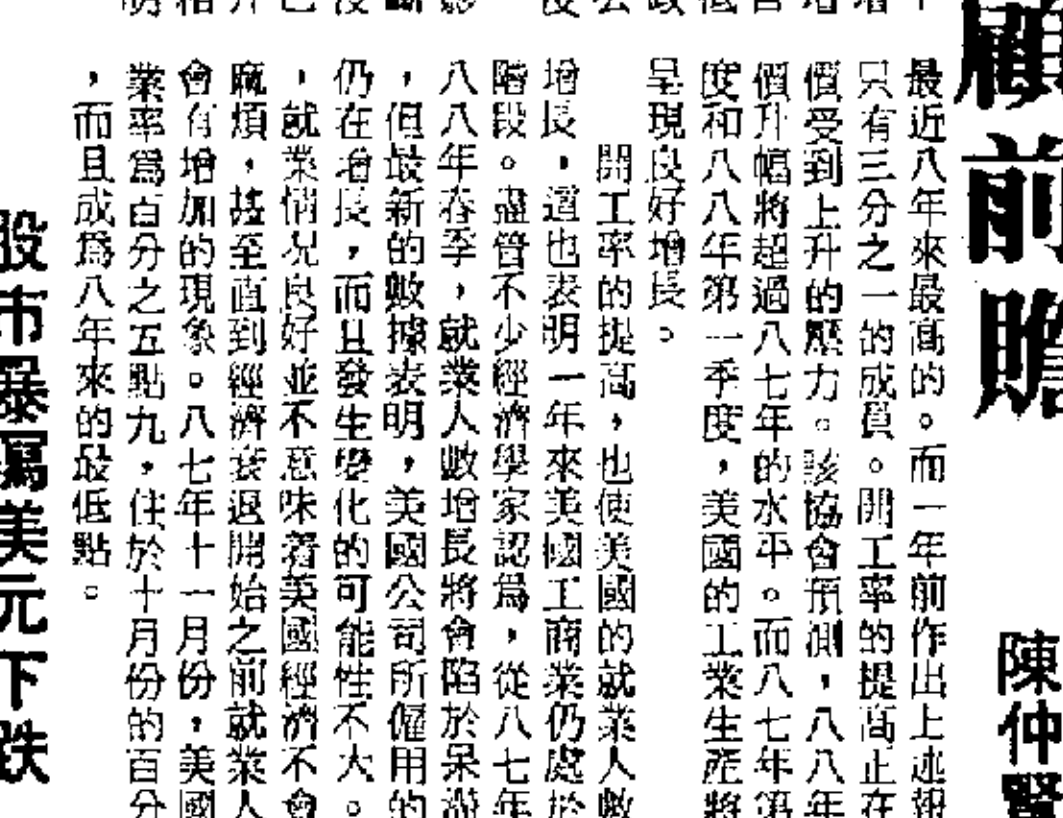 顧前瞻
陳仲賢
最近八年來最高的。而一年前作出上述報
只有三分之一的成員。開工率的提高正在
價受到上升的壓力。該協會預測，八八年
價升幅將超過八七年的水平。而八七年第
度和八八年第一季度，美國的工業生產將
呈現良好增長。
開工率的提高，也使美國的就業人數
增長，這也表明一年來美國工商業仍處於
階段。盡管不少經濟學家認爲，從八七年
八八年春季，就業人數增長將會陷於呆滯
，但最新的數據表明，美國公司所僱用的
仍在增長，而且發生變化的可能性不大。
，就業情況良好並不意味着美國經濟不會
麻煩，甚至直到經濟衰退開始之前就業人
會有增加的現象。八七年十一月份，美國
業率爲百分之五點九，住於十月份的百分
，而且成爲八年來的最低點。
股市暴瀉美元下跌